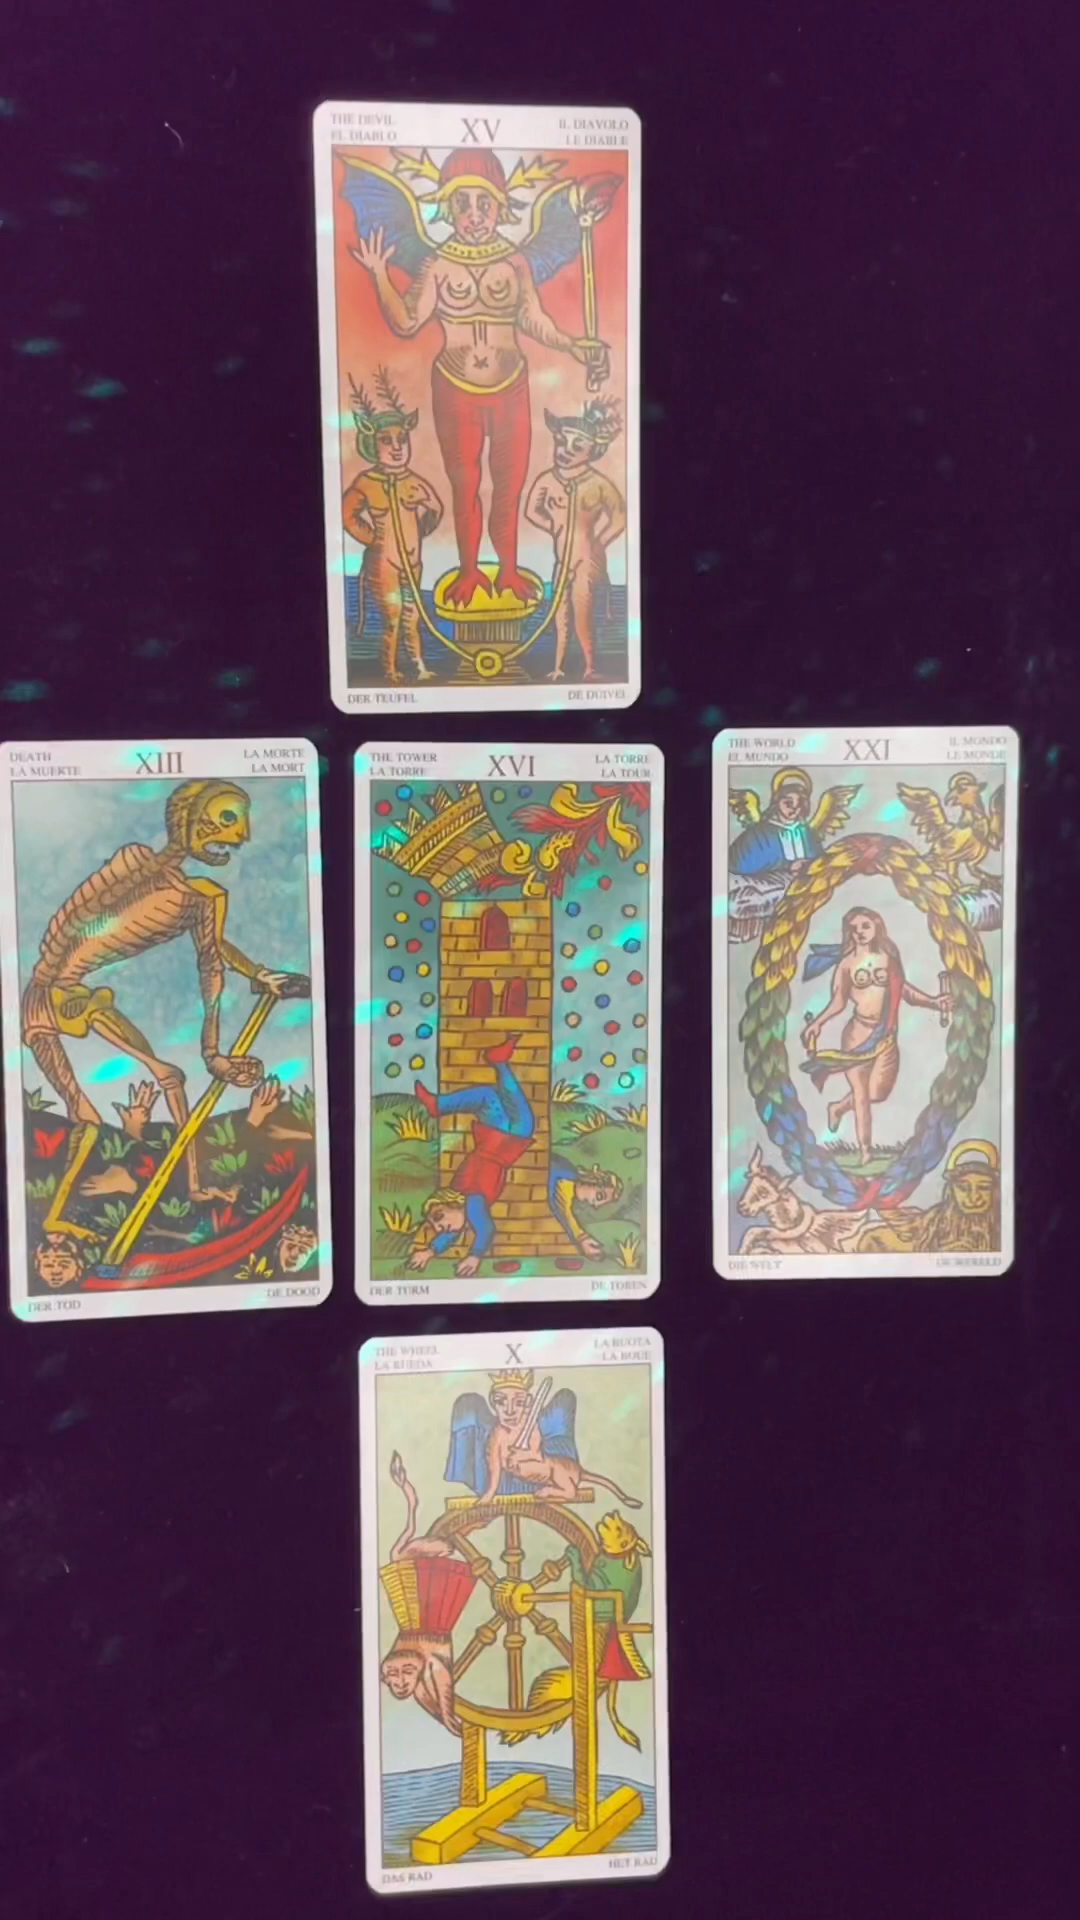 THE DEVIL
EL DIABLO
XV
IL DIAVOLO
LE DIABLE
DER TEUFEL
DE DUIVEL
DEATH
LA MUERTE
XIII
LA MORTE
LA MORT
DER TOD
DE DOOD
THE TOWER
LA TORRE
XVI
LA TORRE
LA TOUR
DER TURM
DE TOREN
THE WORLD
EL MUNDO
XXI
IL MONDO
LE MONDE
DIE WELT
DE WERELD
THE WHEEL
LA RUEDA
X
LA RUOTA
LA ROUE
DAS RAD
HET RAD